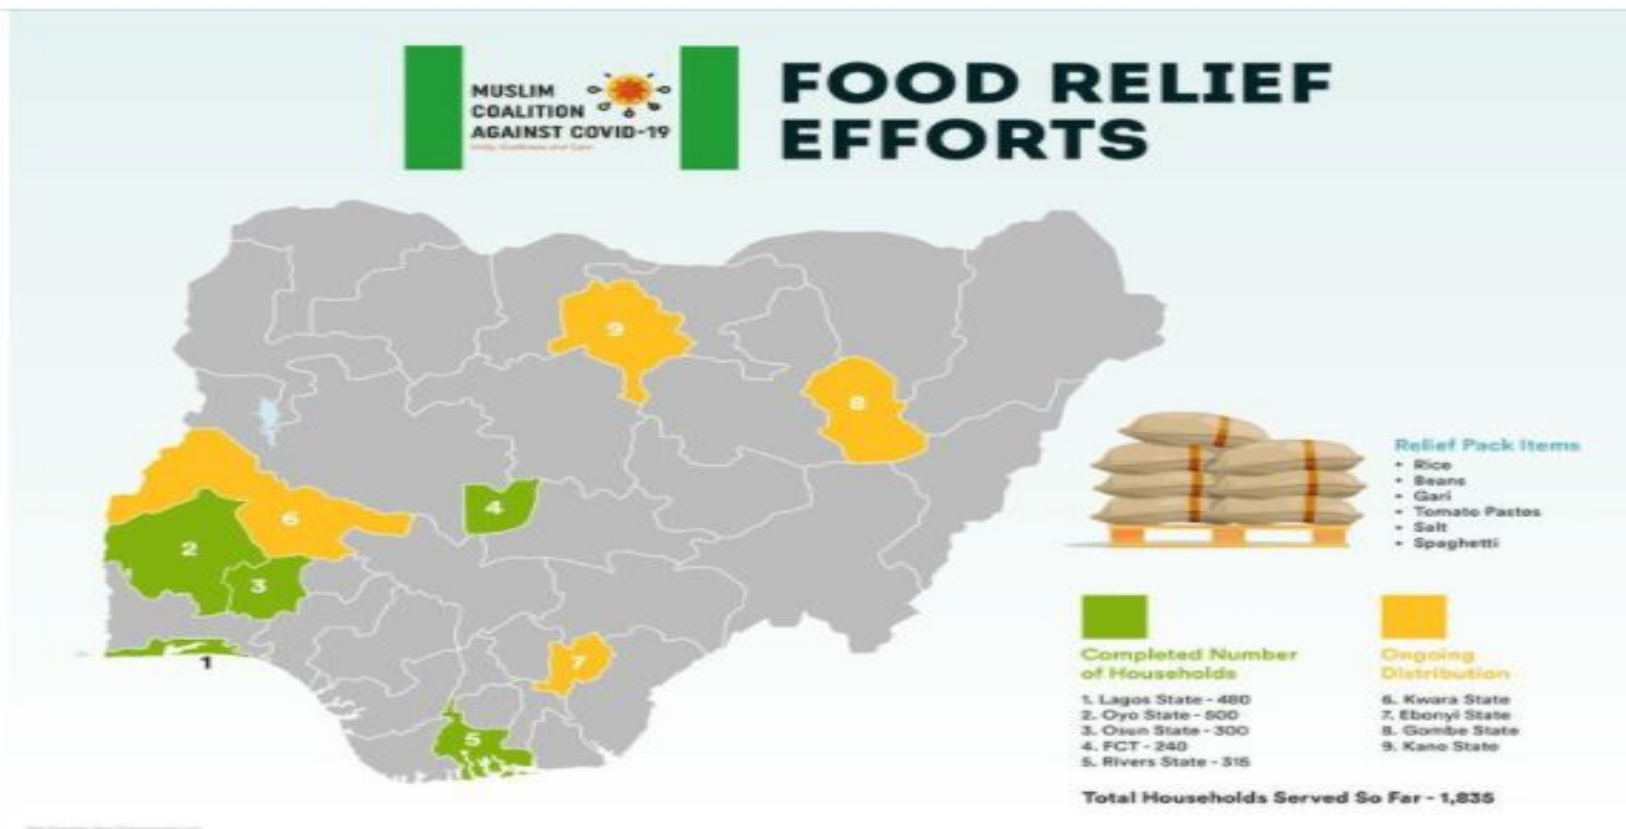 MUSLIM
COALITION
AGAINST COVID-19
FOOD RELIEF
EFFORTS
9
8
4
6
2
3
7
1
5
Relief Pack Items
• Rice
• Beans
• Gari
• Tomato Pastes
• Salt
• Spaghetti
Completed Number
of Households
1. Lagos State - 480
2. Oyo State - 500
3. Osun State - 300
4. FCT - 240
5. Rivers State - 315
Ongoing
Distribution
6. Kwara State
7. Ebonyi State
8. Gombe State
9. Kano State
Total Households Served So Far - 1,835